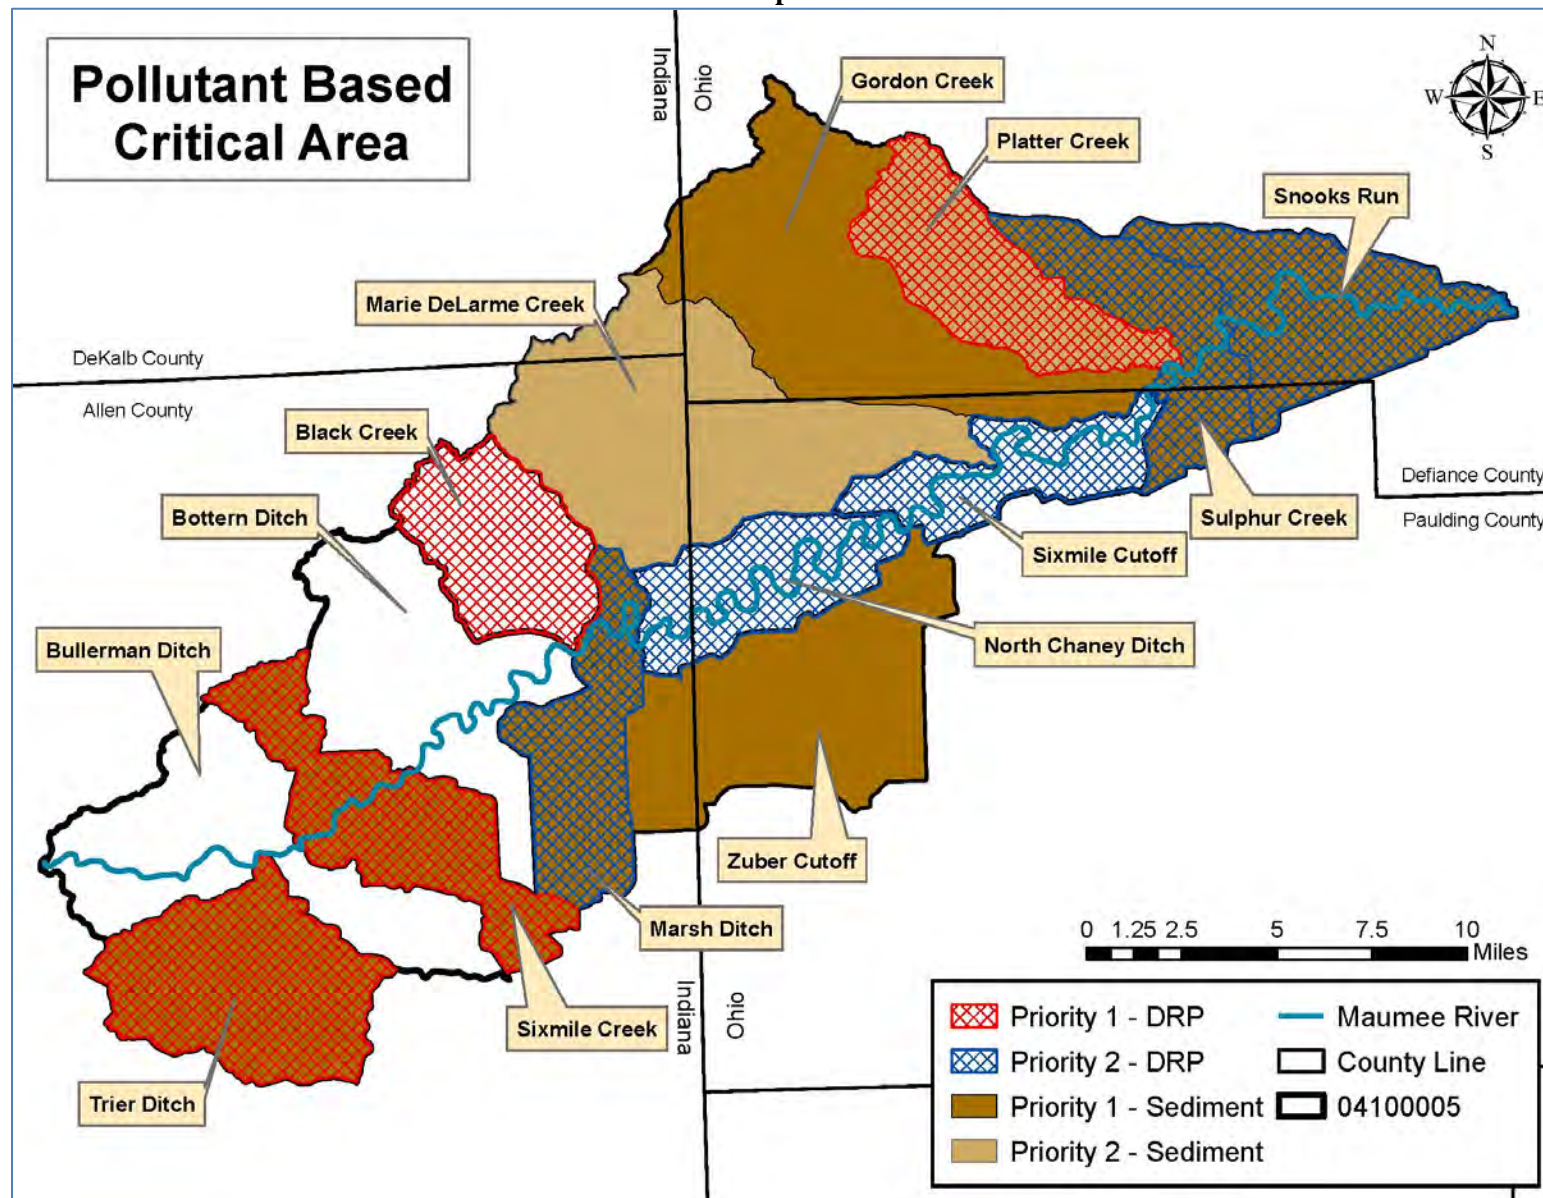 Pollutant Based
Critical Area
Indiana
Ohio
N
W
E
S
Gordon Creek
Platter Creek
Snooks Run
Marie DeLarme Creek
DeKalb County
Allen County
Black Creek
Bottern Ditch
Defiance County
Paulding County
Sulphur Creek
Sixmile Cutoff
North Chaney Ditch
Bullerman Ditch
Zuber Cutoff
Marsh Ditch
Sixmile Creek
Trier Ditch
Indiana
Ohio
0 1.25 2.5 5 7.5 10
Miles
Priority 1 - DRP
Priority 2 - DRP
Priority 1 - Sediment
Priority 2 - Sediment
Maumee River
County Line
04100005